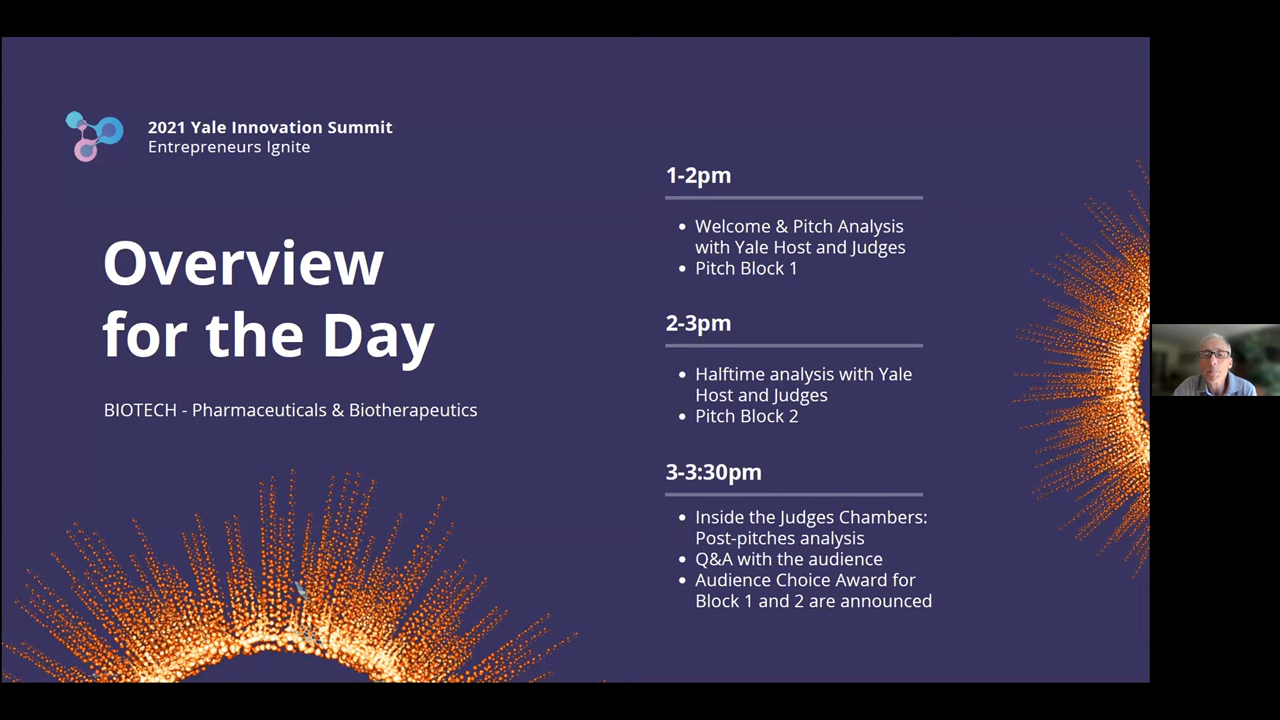 2021 Yale Innovation Summit
Entrepreneurs Ignite
Overview
for the Day
BIOTECH - Pharmaceuticals & Biotherapeutics
1-2pm
• Welcome & Pitch Analysis
with Yale Host and Judges
• Pitch Block 1
2-3pm
• Halftime analysis with Yale
Host and Judges
• Pitch Block 2
3-3:30pm
• Inside the Judges Chambers:
Post-pitches analysis
• Q&A with the audience
• Audience Choice Award for
Block 1 and 2 are announced